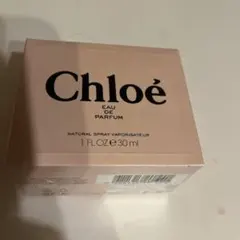 Chloé
EAU
DE
PARFUM
NATURAL SPRAY VAPORISATEUR
1 FL.OZ 30 ml